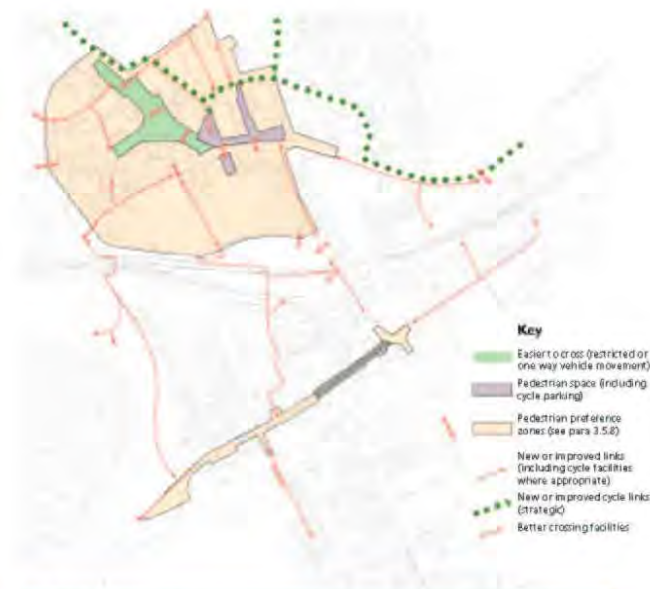 Key
Easier to cross (restricted or
one way vehicle movement)
Pedestrian space (including
cycle parking)
Pedestrian preference
zones (see para 3.5.8)
New or improved links
(including cycle facilities
where appropriate)
New or improved cycle links
(strategic)
Better crossing facilities